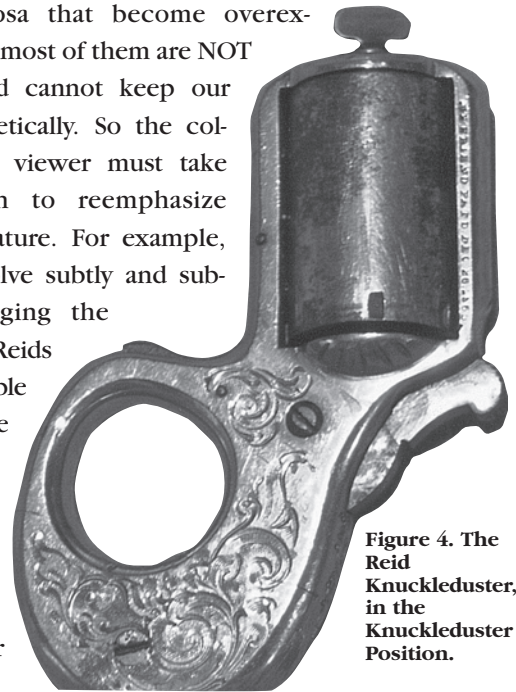 osa that become overex-
most of them are NOT
d cannot keep our
etically. So the col-
viewer must take
n to reemphasize
ature. For example,
lve subtly and sub-
ging the
Reids
ple
e
r
Figure 4. The
Reid
Knuckleduster,
in the
Knuckleduster
Position.